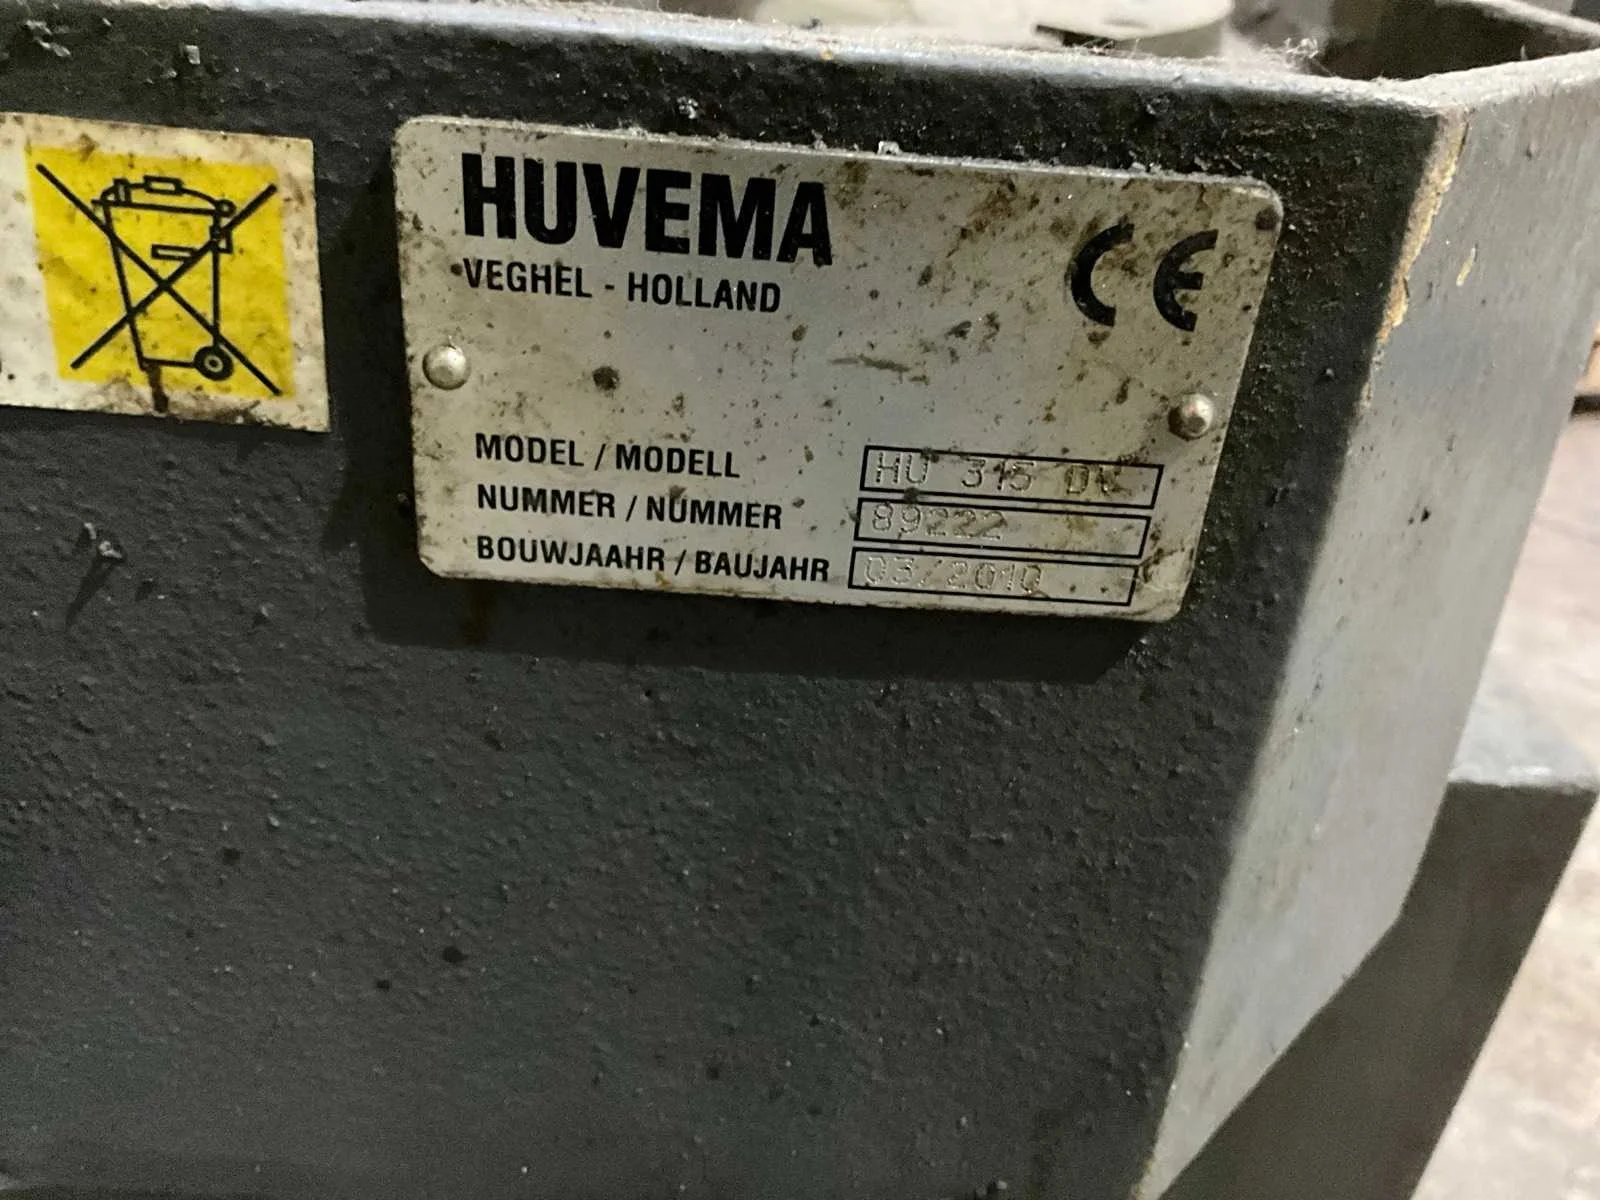 HUVEMA
VEGHEL - HOLLAND
CE
MODEL / MODELL HU 315 DV
NUMMER / NUMMER 89222
BOUWJAAHR / BAUJAHR 03/2010